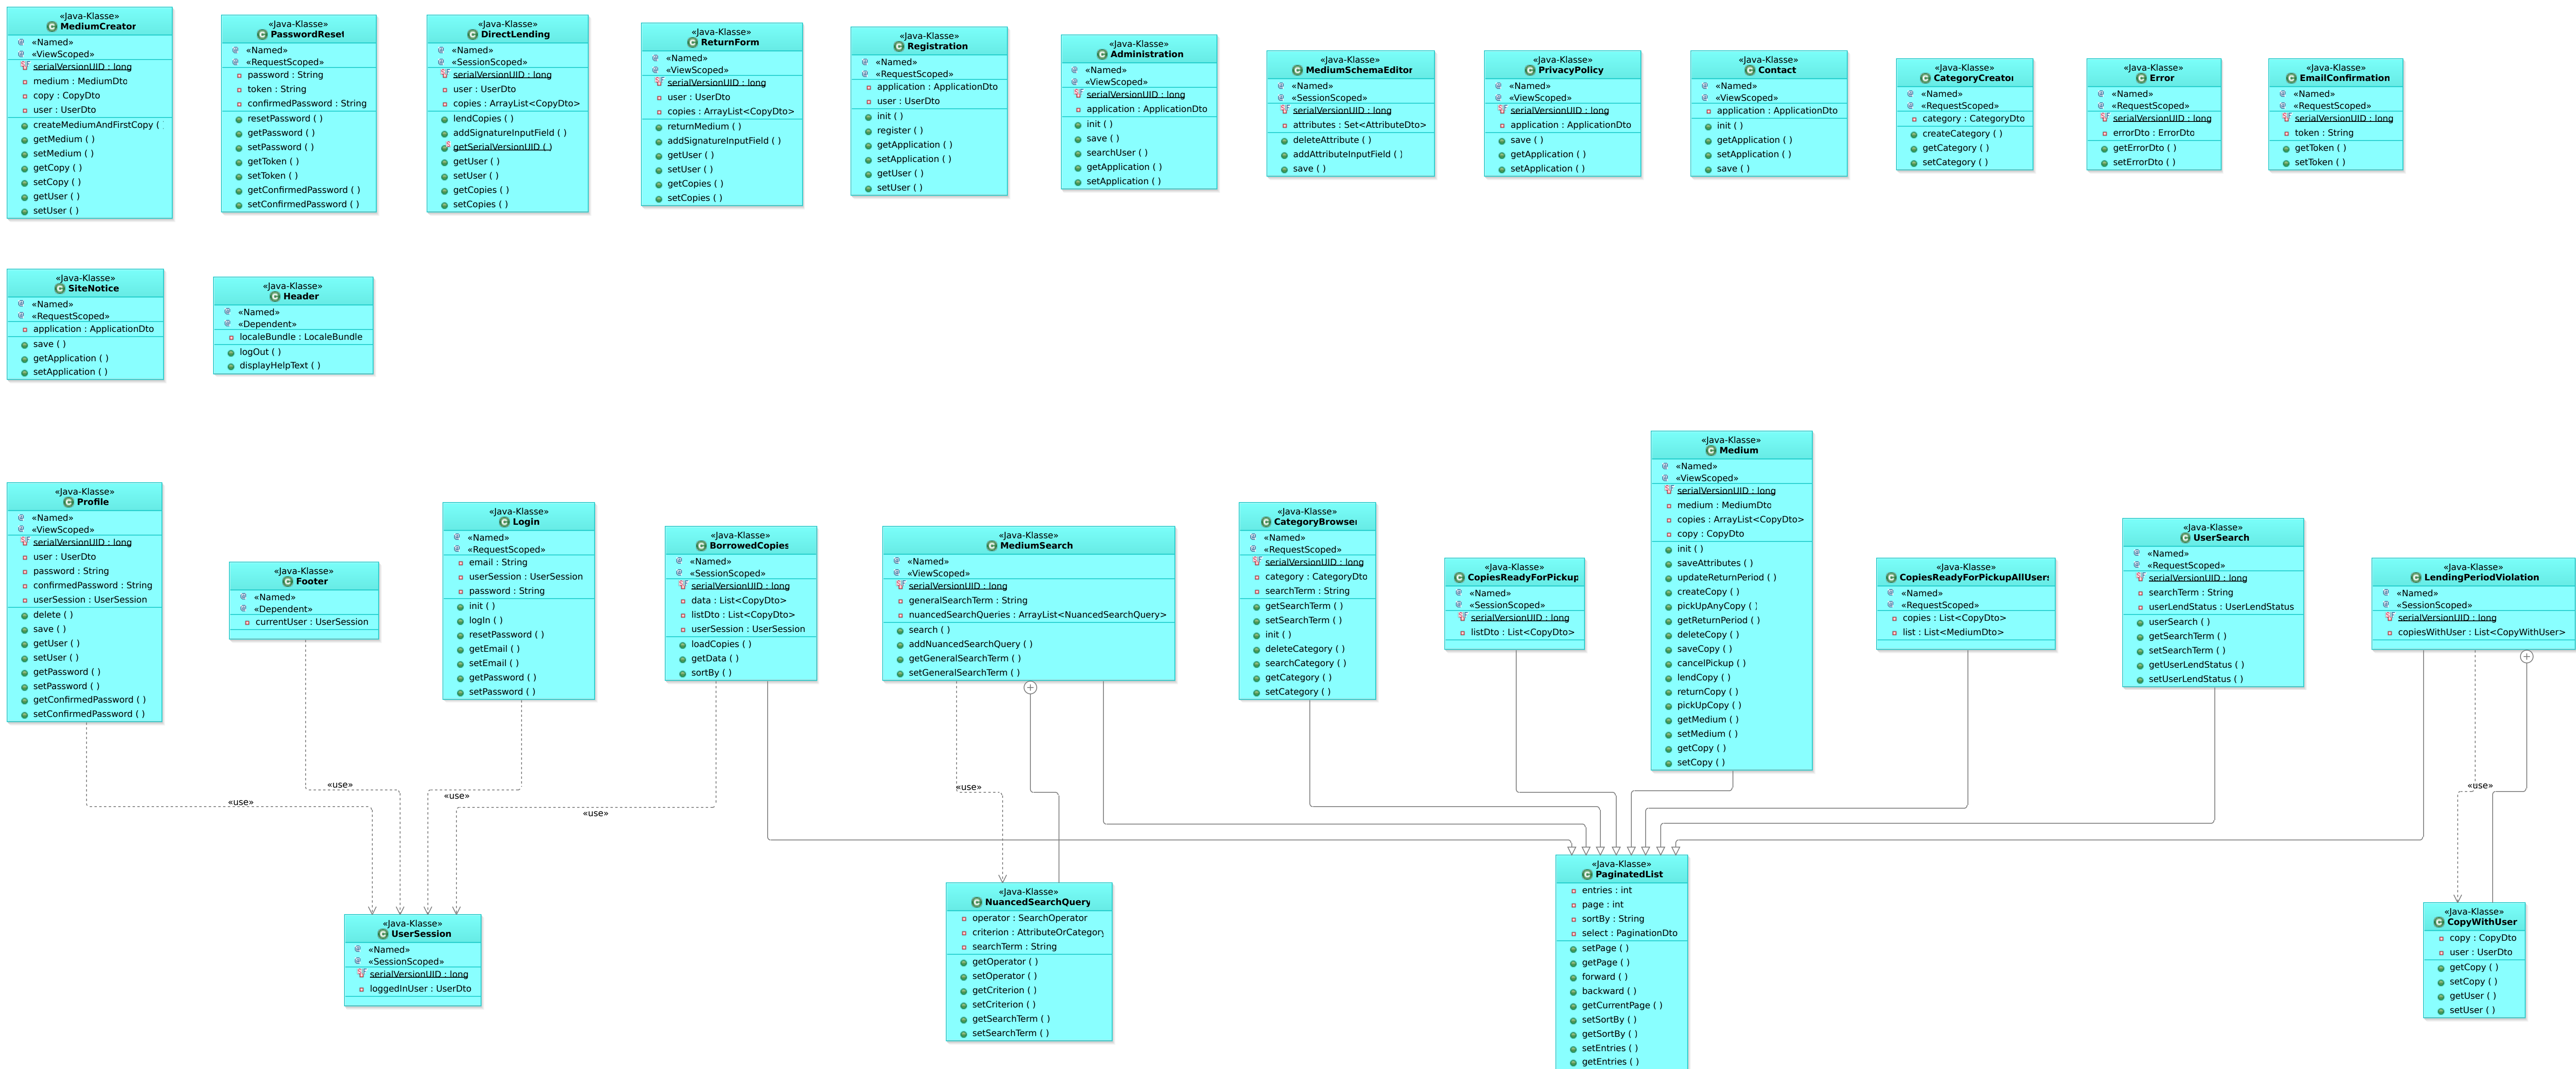 «Java-Klasse»
MediumCreator
«Named»
«ViewScoped»
serialVersionUID : long
medium : MediumDto
copy : CopyDto
user : UserDto
createMediumAndFirstCopy (
getMedium ( )
setMedium ( )
getCopy ( )
setCopy ( )
getUser ( )
setUser ( )
«Java-Klasse»
PasswordReset
«Named»
«RequestScoped»
password : String
token : String
confirmedPassword : String
resetPassword ( )
getPassword ( )
setPassword ( )
getToken ( )
setToken ( )
getConfirmedPassword ( )
setConfirmedPassword ( )
«Java-Klasse»
DirectLending
«Named»
«SessionScoped»
serialVersionUID : long
user : UserDto
copies : ArrayList<CopyDto>
lendCopies ( )
addSignatureInputField ( )
getSerialVersionUID ( )
getUser ( )
setUser ( )
getCopies ( )
setCopies ( )
«Java-Klasse»
ReturnForm
«Named»
«ViewScoped»
serialVersionUID : long
user : UserDto
copies : ArrayList<CopyDto>
returnMedium ( )
addSignatureInputField ( )
getUser ( )
setUser ( )
getCopies ( )
setCopies ( )
«Java-Klasse»
Registration
«Named»
«RequestScoped»
application : ApplicationDto
user : UserDto
init ( )
register ( )
getApplication ( )
setApplication ( )
getUser ( )
setUser ( )
«Java-Klasse»
Administration
«Named»
«ViewScoped»
serialVersionUID : long
application : ApplicationDto
init ( )
save ( )
searchUser ( )
getApplication ( )
setApplication ( )
«Java-Klasse»
MediumSchemaEditor
«Named»
«SessionScoped»
serialVersionUID : long
attributes : Set<AttributeDto>
deleteAttribute ( )
addAttributeInputField ( )
save ( )
«Java-Klasse»
PrivacyPolicy
«Named»
«ViewScoped»
serialVersionUID : long
application : ApplicationDto
save ( )
getApplication ( )
setApplication ( )
«Java-Klasse»
Contact
«Named»
«ViewScoped»
application : ApplicationDto
init ( )
getApplication ( )
setApplication ( )
save ( )
«Java-Klasse»
CategoryCreator
«Named»
«RequestScoped»
category : CategoryDto
createCategory ( )
getCategory ( )
setCategory ( )
«Java-Klasse»
Error
«Named»
«RequestScoped»
serialVersionUID : long
errorDto : ErrorDto
getErrorDto ( )
setErrorDto ( )
«Java-Klasse»
EmailConfirmation
«Named»
«RequestScoped»
serialVersionUID : long
token : String
getToken ( )
setToken ( )
«Java-Klasse»
SiteNotice
«Named»
«RequestScoped»
application : ApplicationDto
save ( )
getApplication ( )
setApplication ( )
«Java-Klasse»
Header
«Named»
«Dependent»
localeBundle : LocaleBundle
logOut ( )
displayHelpText ( )
«Java-Klasse»
Profile
«Named»
«ViewScoped»
serialVersionUID : long
user : UserDto
password : String
confirmedPassword : String
userSession : UserSession
delete ( )
save ( )
getUser ( )
setUser ( )
getPassword ( )
setPassword ( )
getConfirmedPassword ( )
setConfirmedPassword ( )
«Java-Klasse»
Footer
«Named»
«Dependent»
currentUser : UserSession
«Java-Klasse»
Login
«Named»
«RequestScoped»
email : String
userSession : UserSession
password : String
init ( )
logIn ( )
resetPassword ( )
getEmail ( )
setEmail ( )
getPassword ( )
setPassword ( )
«Java-Klasse»
BorrowedCopies
«Named»
«SessionScoped»
serialVersionUID : long
data : List<CopyDto>
listDto : List<CopyDto>
userSession : UserSession
loadCopies ( )
getData ( )
sortBy ( )
«Java-Klasse»
MediumSearch
«Named»
«ViewScoped»
serialVersionUID : long
generalSearchTerm : String
nuancedSearchQueries : ArrayList<NuancedSearchQuery>
search ( )
addNuancedSearchQuery ( )
getGeneralSearchTerm ( )
setGeneralSearchTerm ( )
«Java-Klasse»
CategoryBrowser
«Named»
«RequestScoped»
serialVersionUID : long
category : CategoryDto
searchTerm : String
getSearchTerm ( )
setSearchTerm ( )
init ( )
deleteCategory ( )
searchCategory ( )
getCategory ( )
setCategory ( )
«Java-Klasse»
CopiesReadyForPickup
«Named»
«SessionScoped»
serialVersionUID : long
listDto : List<CopyDto>
«Java-Klasse»
Medium
«Named»
«ViewScoped»
serialVersionUID : long
medium : MediumDto
copies : ArrayList<CopyDto>
copy : CopyDto
init ( )
saveAttributes ( )
updateReturnPeriod ( )
createCopy ( )
pickUpAnyCopy ( )
getReturnPeriod ( )
deleteCopy ( )
saveCopy ( )
cancelPickup ( )
lendCopy ( )
returnCopy ( )
pickUpCopy ( )
getMedium ( )
setMedium ( )
getCopy ( )
setCopy ( )
«Java-Klasse»
CopiesReadyForPickupAllUsers
«Named»
«RequestScoped»
copies : List<CopyDto>
list : List<MediumDto>
«Java-Klasse»
UserSearch
«Named»
«RequestScoped»
serialVersionUID : long
searchTerm : String
userLendStatus : UserLendStatus
userSearch ( )
getSearchTerm ( )
setSearchTerm ( )
getUserLendStatus ( )
setUserLendStatus ( )
«Java-Klasse»
LendingPeriodViolation
«Named»
«SessionScoped»
serialVersionUID : long
copiesWithUser : List<CopyWithUser>
«use»
«use»
«use»
«use»
«use»
«use»
«Java-Klasse»
UserSession
«Named»
«SessionScoped»
serialVersionUID : long
loggedInUser : UserDto
«Java-Klasse»
NuancedSearchQuery
operator : SearchOperator
criterion : AttributeOrCategory
searchTerm : String
getOperator ( )
setOperator ( )
getCriterion ( )
setCriterion ( )
getSearchTerm ( )
setSearchTerm ( )
«Java-Klasse»
PaginatedList
entries : int
page : int
sortBy : String
select : PaginationDto
setPage ( )
getPage ( )
forward ( )
backward ( )
getCurrentPage ( )
setSortBy ( )
getSortBy ( )
setEntries ( )
getEntries ( )
«Java-Klasse»
CopyWithUser
copy : CopyDto
user : UserDto
getCopy ( )
setCopy ( )
getUser ( )
setUser ( )